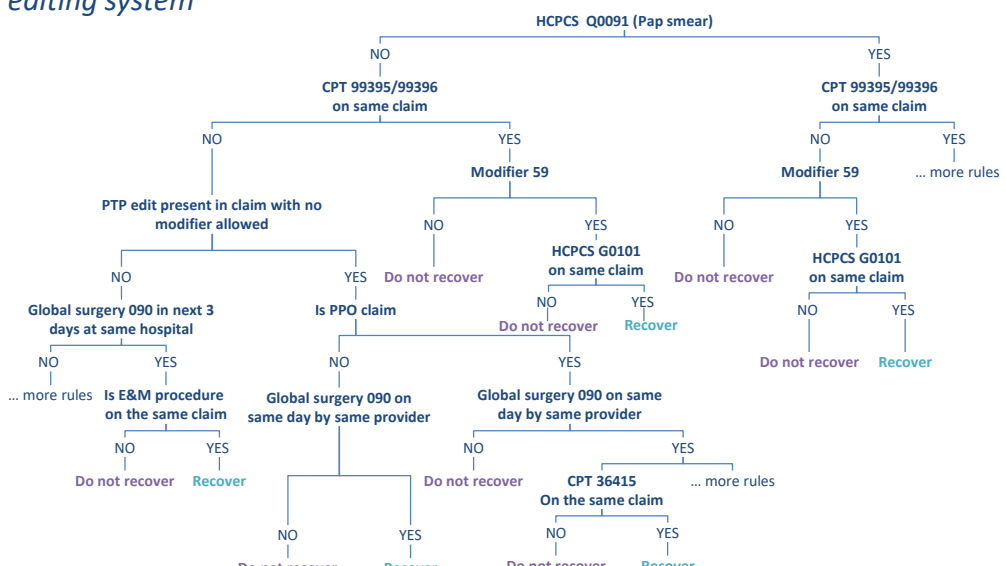 editing system
HCPCS Q0091 (Pap smear)
NO
YES
CPT 99395/99396
on same claim
CPT 99395/99396
on same claim
NO
YES
NO
YES
Modifier 59
Modifier 59
... more rules
PTP edit present in claim with no
modifier allowed
NO
YES
NO
YES
HCPCS G0101
on same claim
HCPCS G0101
on same claim
NO
YES
Do not recover
Do not recover
NO
YES
NO
YES
Global surgery 090 in next 3
days at same hospital
Is PPO claim
Do not recover
Recover
NO
YES
NO
YES
Do not recover
Recover
... more rules
Is E&M procedure
on the same claim
Global surgery 090 on
same day by same provider
Global surgery 090 on same
day by same provider
NO
YES
NO
YES
Do not recover
Recover
Do not recover
CPT 36415
On the same claim
... more rules
NO
YES
NO
YES
Do not recover
Recover
Do not recover
Recover